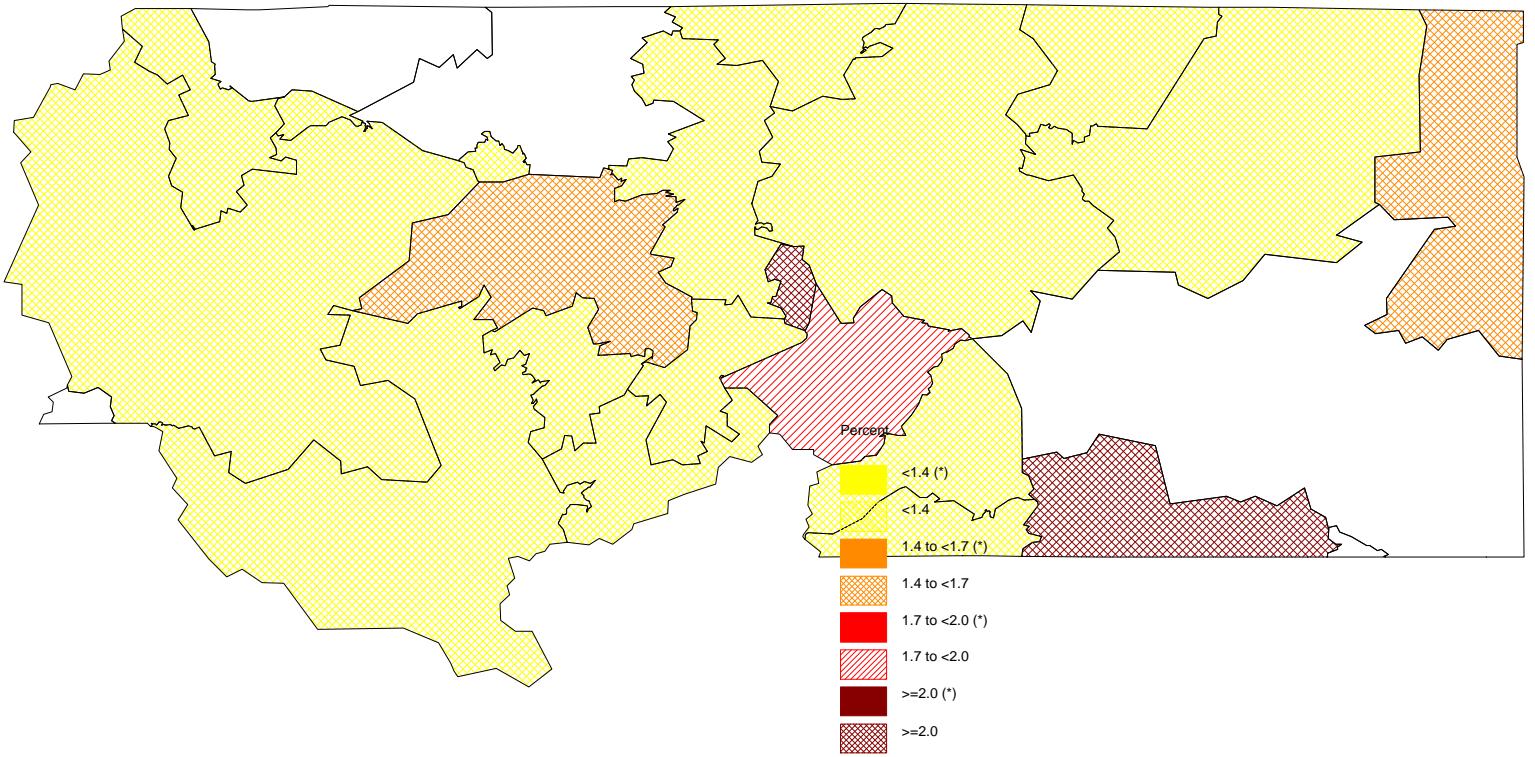 Percent
<1.4 (*)
<1.4
1.4 to <1.7 (*)
1.4 to <1.7
1.7 to <2.0 (*)
1.7 to <2.0
>=2.0 (*)
>=2.0